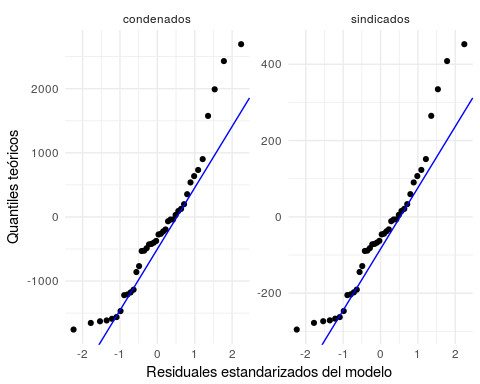 condenados
sindicados
Quantiles teóricos
2000
1000
0
-1000
400
200
0
-200
-2 -1 0 1 2
-2 -1 0 1 2
Residuales estandarizados del modelo